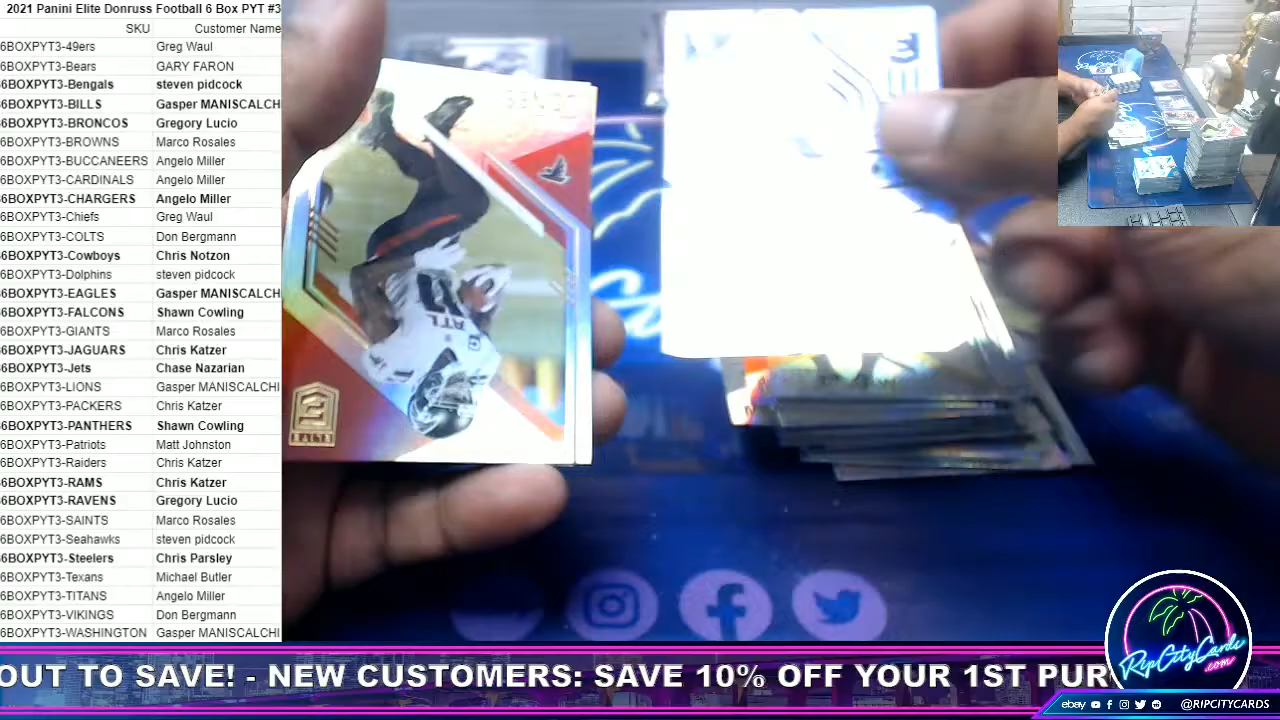 2021 Panini Elite Donruss Football 6 Box PYT #3
SKU Customer Name
6BOXPYT3-49ers Greg Waul
6BOXPYT3-Bears GARY FARON
6BOXPYT3-Bengals steven pidcock
6BOXPYT3-BILLS Gasper MANISCALCH
6BOXPYT3-BRONCOS Gregory Lucio
6BOXPYT3-BROWNS Marco Rosales
6BOXPYT3-BUCCANEERS Angelo Miller
6BOXPYT3-CARDINALS Angelo Miller
6BOXPYT3-CHARGERS Angelo Miller
6BOXPYT3-Chiefs Greg Waul
6BOXPYT3-COLTS Don Bergmann
6BOXPYT3-Cowboys Chris Notzon
6BOXPYT3-Dolphins steven pidcock
6BOXPYT3-EAGLES Gasper MANISCALCH
6BOXPYT3-FALCONS Shawn Cowling
6BOXPYT3-GIANTS Marco Rosales
6BOXPYT3-JAGUARS Chris Katzer
6BOXPYT3-Jets Chase Nazarian
6BOXPYT3-LIONS Gasper MANISCALCHI
6BOXPYT3-PACKERS Chris Katzer
6BOXPYT3-PANTHERS Shawn Cowling
6BOXPYT3-Patriots Matt Johnston
6BOXPYT3-Raiders Chris Katzer
6BOXPYT3-RAMS Chris Katzer
6BOXPYT3-RAVENS Gregory Lucio
6BOXPYT3-SAINTS Marco Rosales
6BOXPYT3-Seahawks steven pidcock
6BOXPYT3-Steelers Chris Parsley
6BOXPYT3-Texans Michael Butler
6BOXPYT3-TITANS Angelo Miller
6BOXPYT3-VIKINGS Don Bergmann
6BOXPYT3-WASHINGTON Gasper MANISCALCHI
ATL
OUT TO SAVE! - NEW CUSTOMERS: SAVE 10% OFF YOUR 1ST PUR
RipCityCards
.com
ebay @RIPCITYCARDS